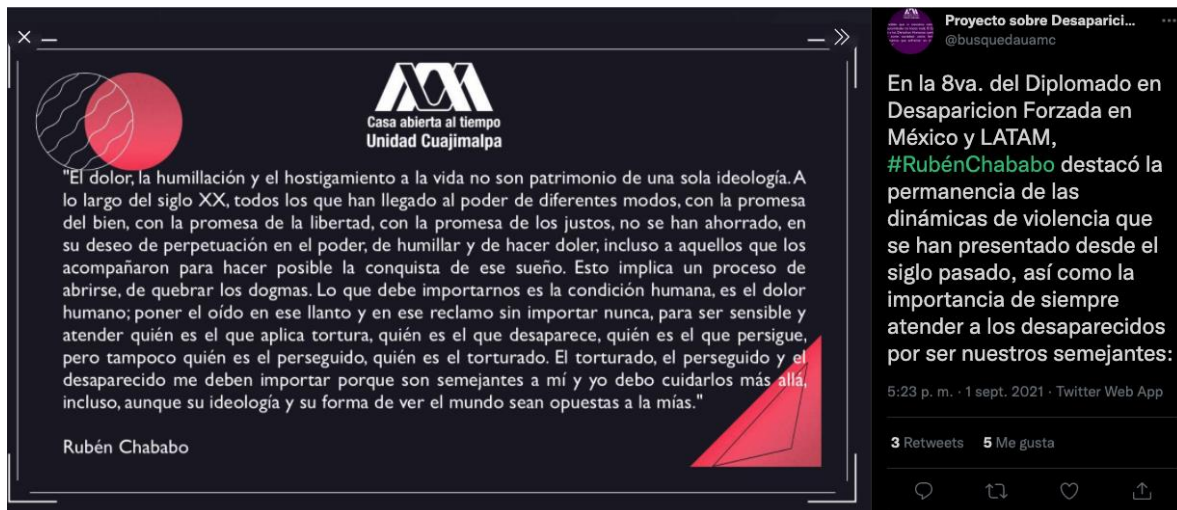 Casa abierta al tiempo
Unidad Cuajimalpa
"El dolor, la humillación y el hostigamiento a la vida no son patrimonio de una sola ideología. A
lo largo del siglo XX, todos los que han llegado al poder de diferentes modos, con la promesa
del bien, con la promesa de la libertad, con la promesa de los justos, no se han ahorrado, en
su deseo de perpetuación en el poder, de humillar y de hacer doler, incluso a aquellos que los
acompañaron para hacer posible la conquista de ese sueño. Esto implica un proceso de
abrirse, de quebrar los dogmas. Lo que debe importarnos es la condición humana, es el dolor
humano; poner el oído en ese llanto y en ese reclamo sin importar nunca, para ser sensible y
atender quién es el que aplica tortura, quién es el que desaparece, quién es el que persigue,
pero tampoco quién es el perseguido, quién es el torturado. El torturado, el perseguido y el
desaparecido me deben importar porque son semejantes a mí y yo debo cuidarlos más allá,
incluso, aunque su ideología y su forma de ver el mundo sean opuestas a la mías."
Rubén Chababo
Proyecto sobre Desaparici...
@busquedauamc
En la 8va. del Diplomado en
Desaparicion Forzada en
México y LATAM,
#RubénChababo destacó la
permanencia de las
dinámicas de violencia que
se han presentado desde el
siglo pasado, así como la
importancia de siempre
atender a los desaparecidos
por ser nuestros semejantes:
5:23 p. m. · 1 sept. 2021 · Twitter Web App
3 Retweets 5 Me gusta